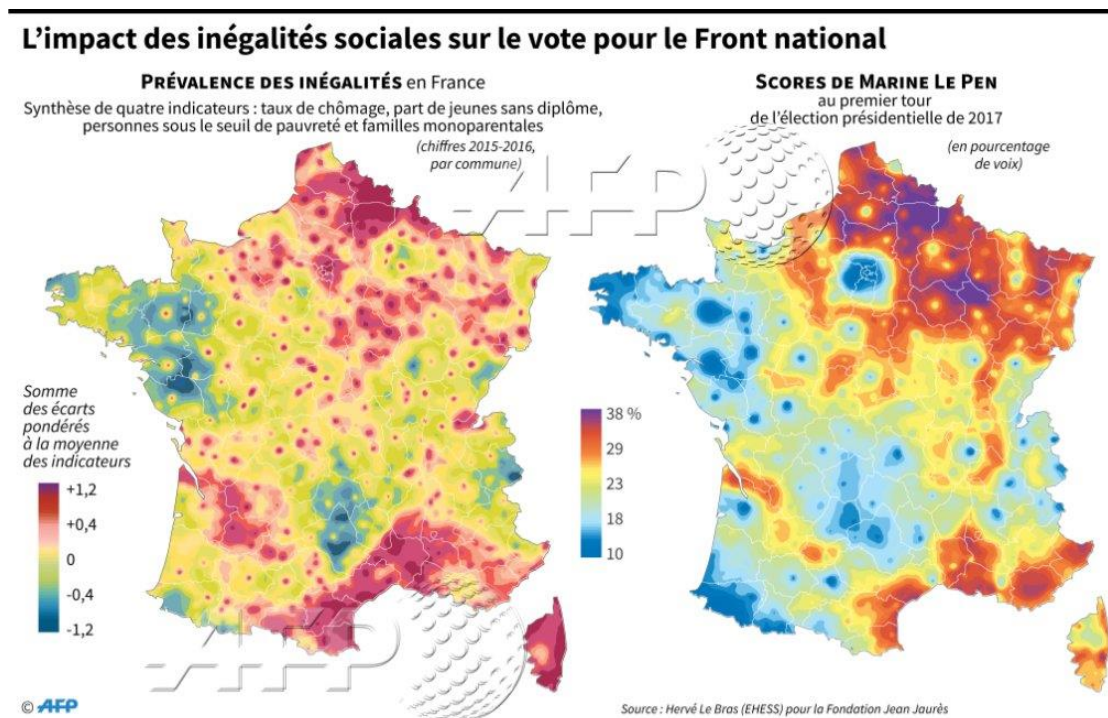 L'impact des inégalités sociales sur le vote pour le Front national
PRÉVALENCE DES INÉGALITÉS en France
Synthèse de quatre indicateurs : taux de chômage, part de jeunes sans diplôme,
personnes sous le seuil de pauvreté et familles monoparentales
(chiffres 2015-2016,
par commune)
Somme
des écarts
pondérés
à la moyenne
des indicateurs
+1,2
+0,4
0
-0,4
-1,2
SCORES DE MARINE LE PEN
au premier tour
de l'élection présidentielle de 2017
(en pourcentage
de voix)
38 %
29
23
18
10
AFP
AFP
© AFP
Source : Hervé Le Bras (EHESS) pour la Fondation Jean Jaurès